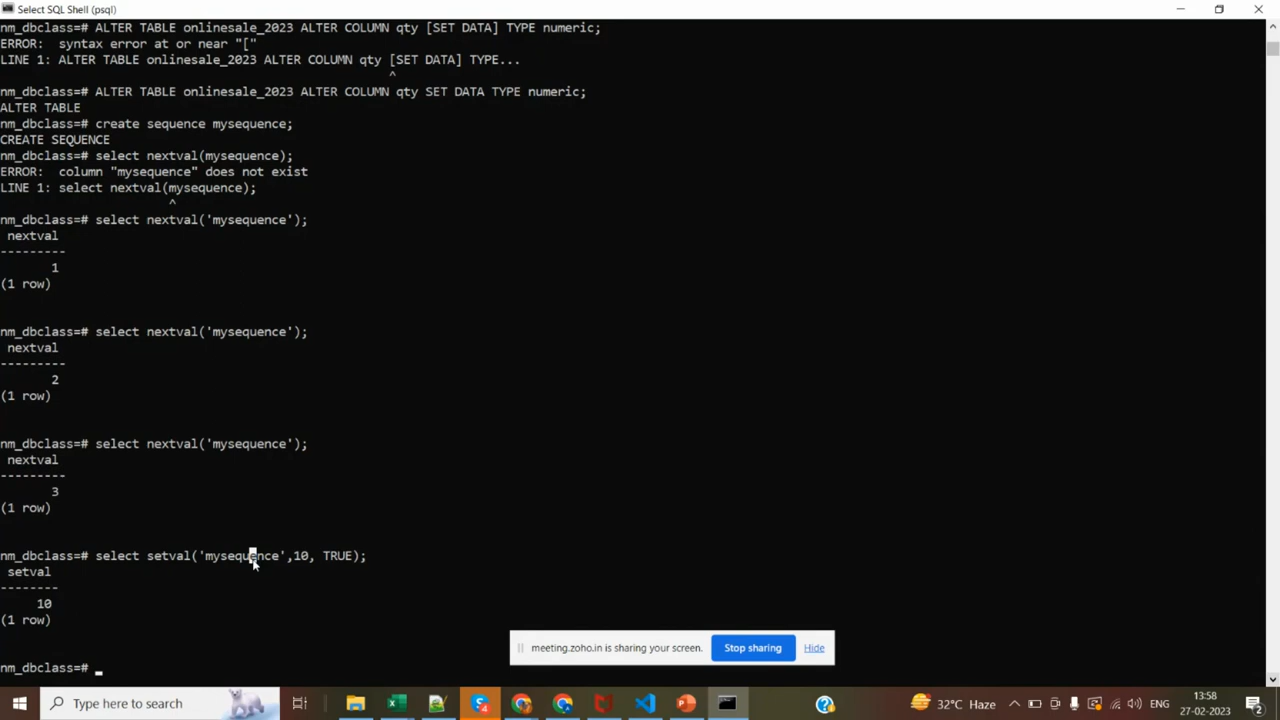 Select SQL Shell (psql)
nm_dbclass=# ALTER TABLE onlinesale_2023 ALTER COLUMN qty [SET DATA] TYPE numeric;
ERROR:  syntax error at or near "["
LINE 1: ALTER TABLE onlinesale_2023 ALTER COLUMN qty [SET DATA] TYPE...
^
nm_dbclass=# ALTER TABLE onlinesale_2023 ALTER COLUMN qty SET DATA TYPE numeric;
ALTER TABLE
nm_dbclass=# create sequence mysequence;
CREATE SEQUENCE
nm_dbclass=# select nextval(mysequence);
ERROR:  column "mysequence" does not exist
LINE 1: select nextval(mysequence);
^
nm_dbclass=# select nextval('mysequence');
nextval
---------
1
(1 row)
nm_dbclass=# select nextval('mysequence');
nextval
---------
2
(1 row)
nm_dbclass=# select nextval('mysequence');
nextval
---------
3
(1 row)
nm_dbclass=# select setval('mysequence',10, TRUE);
setval
--------
10
(1 row)
meeting.zoho.in is sharing your screen. Stop sharing Hide
nm_dbclass=#
Type here to search 32°C Haze ENG 13:58
27-02-2023 2